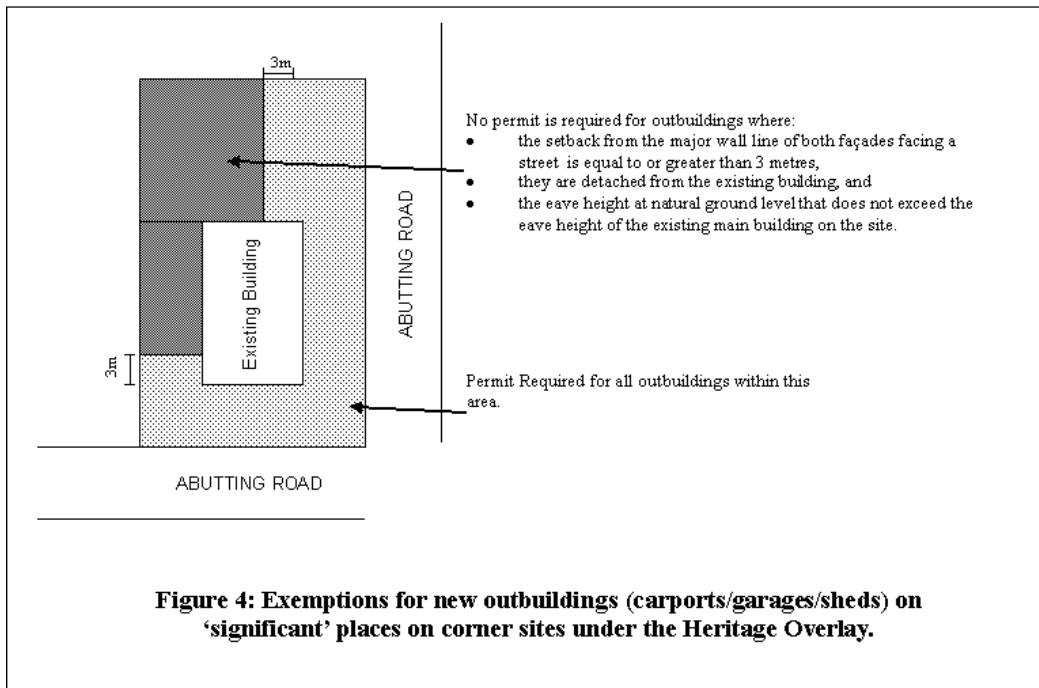 3m
No permit is required for outbuildings where:
• the setback from the major wall line of both façades facing a
street is equal to or greater than 3 metres,
• they are detached from the existing building, and
• the eave height at natural ground level that does not exceed the
eave height of the existing main building on the site.
ABUTTING ROAD
Existing Building
3m
Permit Required for all outbuildings within this
area.
ABUTTING ROAD
Figure 4: Exemptions for new outbuildings (carports/garages/sheds) on
‘significant’ places on corner sites under the Heritage Overlay.